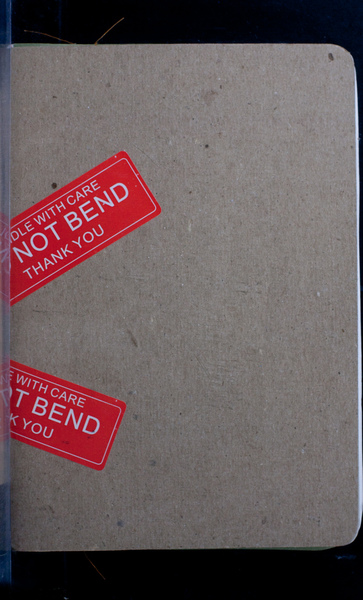 DLE WITH CARE
NOT BEND
THANK YOU
E WITH CARE
T BEND
K YOU